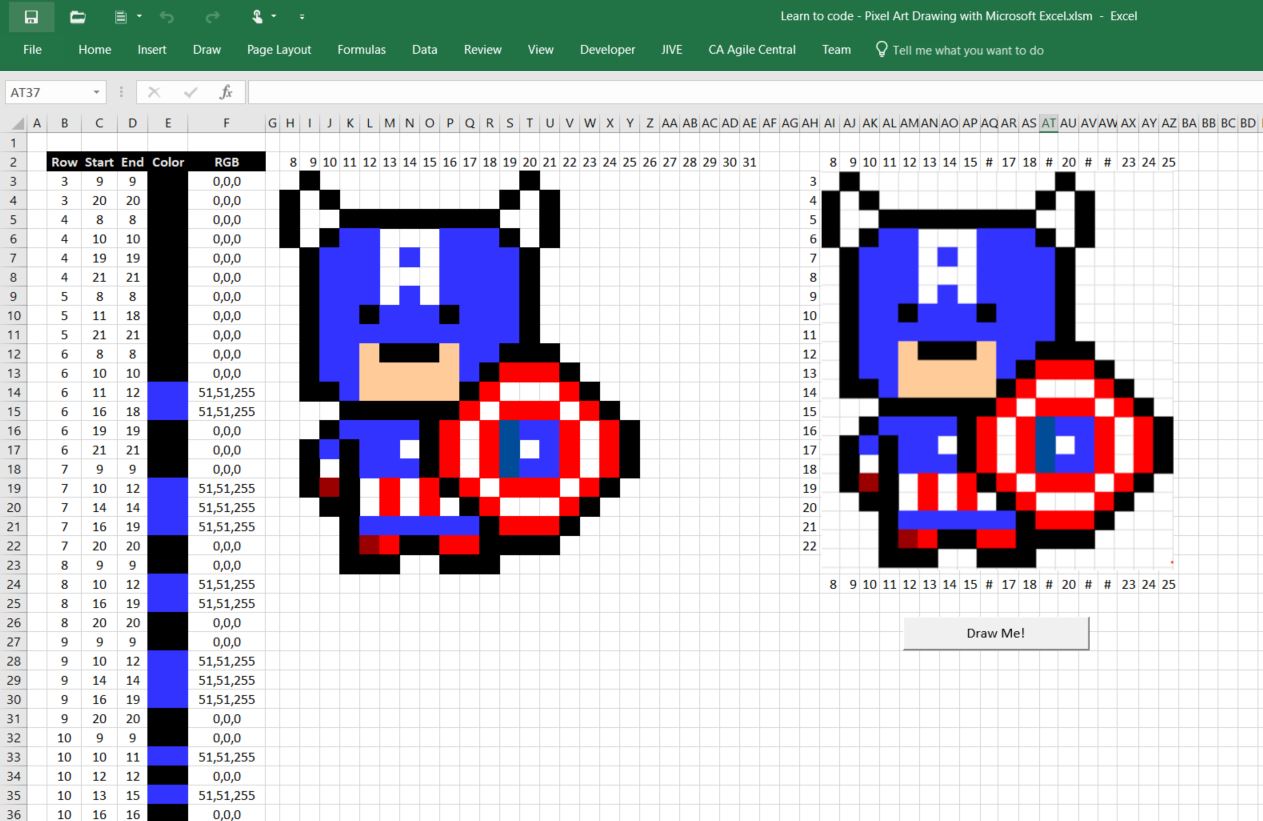 Learn to code - Pixel Art Drawing with Microsoft Excel.xlsm - Excel
File Home Insert Draw Page Layout Formulas Data Review View Developer JIVE CA Agile Central Team Tell me what you want to do
AT37 fx
A B C D E F G H I J K L M N O P Q R S T U V W X Y Z AA AB AC AD AE AF AG AH AI AJ AK AL AM AN AO AP AQ AR AS AT AU AV AW AX AY AZ BA BB BC BD
1
2 Row Start End Color RGB 8 9 10 11 12 13 14 15 16 17 18 19 20 21 22 23 24 25 26 27 28 29 30 31 8 9 10 11 12 13 14 15 # 17 18 # 20 # # 23 24 25
3 3 9 9 0,0,0 3
4 3 20 20 0,0,0 4
5 4 8 8 0,0,0 5
6 4 10 10 0,0,0 6
7 4 19 19 0,0,0 7
8 4 21 21 0,0,0 8
9 5 8 8 0,0,0 9
10 5 11 18 0,0,0 10
11 5 21 21 0,0,0 11
12 6 8 8 0,0,0 12
13 6 10 10 0,0,0 13
14 6 11 12 51,51,255 14
15 6 16 18 51,51,255 15
16 6 19 19 0,0,0 16
17 6 21 21 0,0,0 17
18 7 9 9 0,0,0 18
19 7 10 12 51,51,255 19
20 7 14 14 51,51,255 20
21 7 16 19 51,51,255 21
22 7 20 20 0,0,0 22
23 8 9 9 0,0,0
24 8 10 12 51,51,255 8 9 10 11 12 13 14 15 # 17 18 # 20 # # 23 24 25
25 8 16 19 51,51,255
26 8 20 20 0,0,0
27 9 9 9 0,0,0 Draw Me!
28 9 10 12 51,51,255
29 9 14 14 51,51,255
30 9 16 19 51,51,255
31 9 20 20 0,0,0
32 10 9 9 0,0,0
33 10 10 11 51,51,255
34 10 12 12 0,0,0
35 10 13 15 51,51,255
36 10 16 16 0,0,0